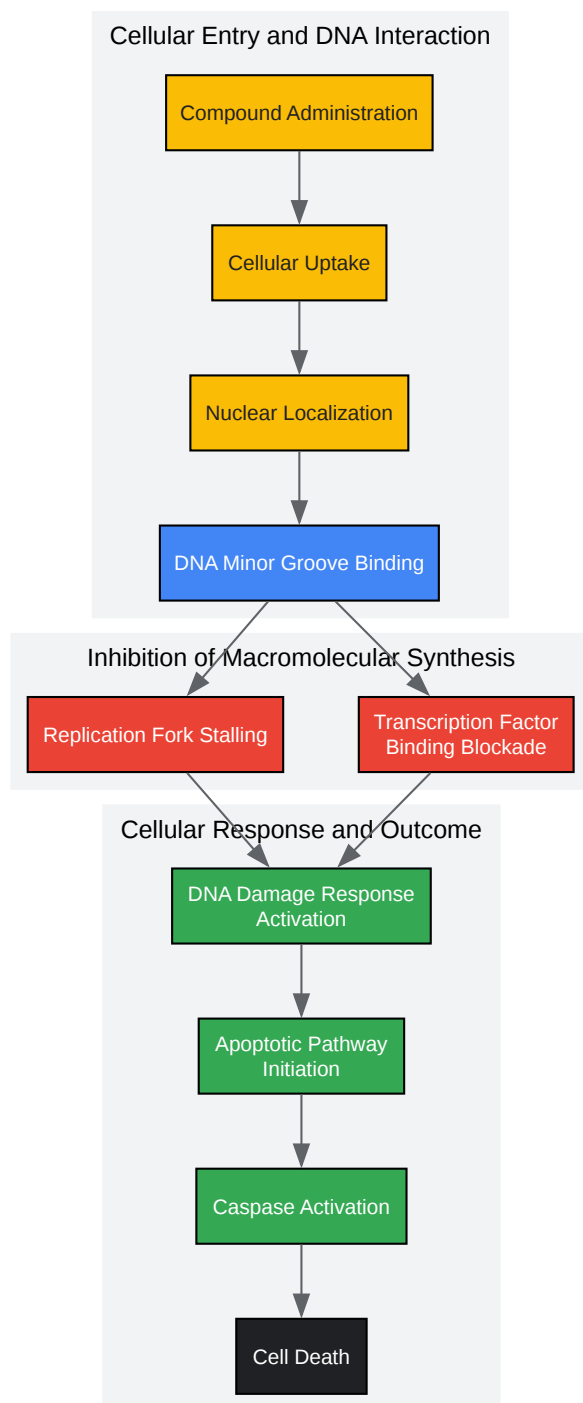 Cellular Entry and DNA Interaction
Compound Administration
Cellular Uptake
Nuclear Localization
DNA Minor Groove Binding
Inhibition of Macromolecular Synthesis
Replication Fork Stalling
Transcription Factor
Binding Blockade
Cellular Response and Outcome
DNA Damage Response
Activation
Apoptotic Pathway
Initiation
Caspase Activation
Cell Death